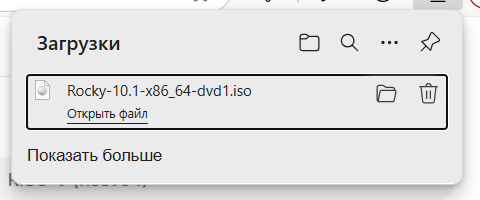 Загрузки
Rocky-10.1-x86_64-dvd1.iso
Открыть файл
Показать больше